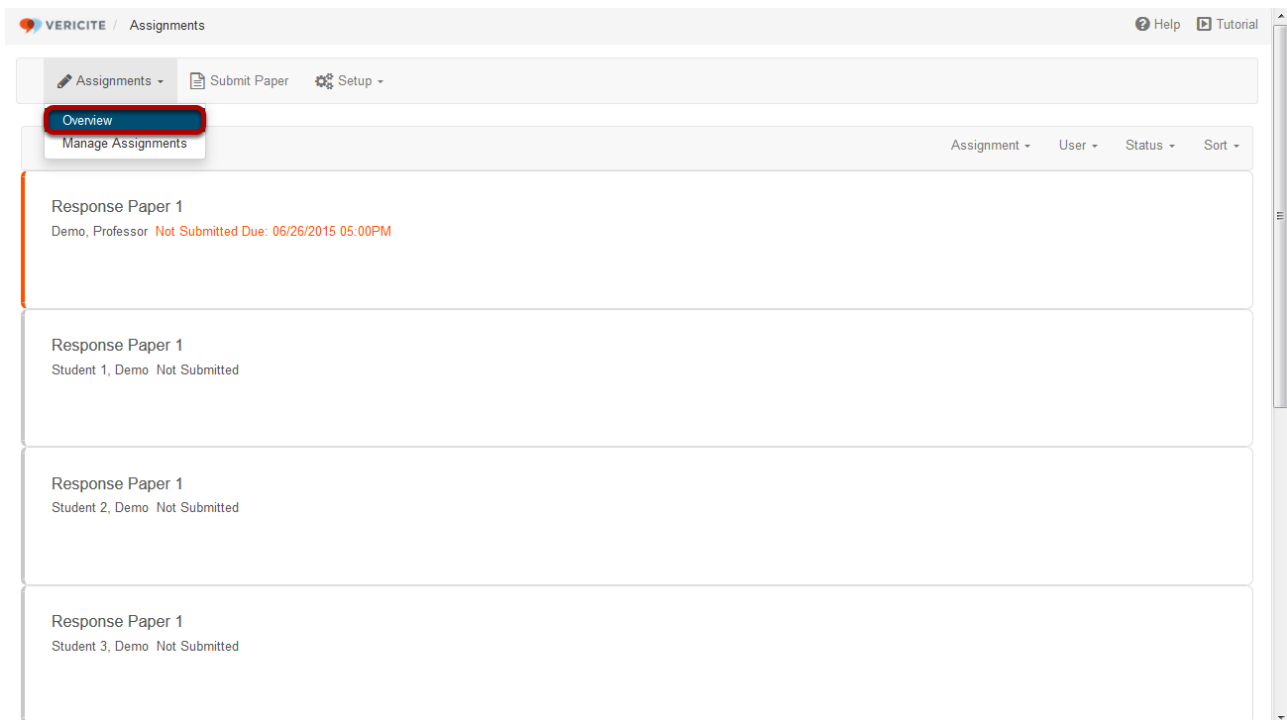 VERICITE / Assignments Help Tutorial
Assignments Submit Paper Setup
Overview
Manage Assignments
Assignment User Status Sort
Response Paper 1
Demo, Professor Not Submitted Due: 06/26/2015 05:00PM
Response Paper 1
Student 1, Demo Not Submitted
Response Paper 1
Student 2, Demo Not Submitted
Response Paper 1
Student 3, Demo Not Submitted